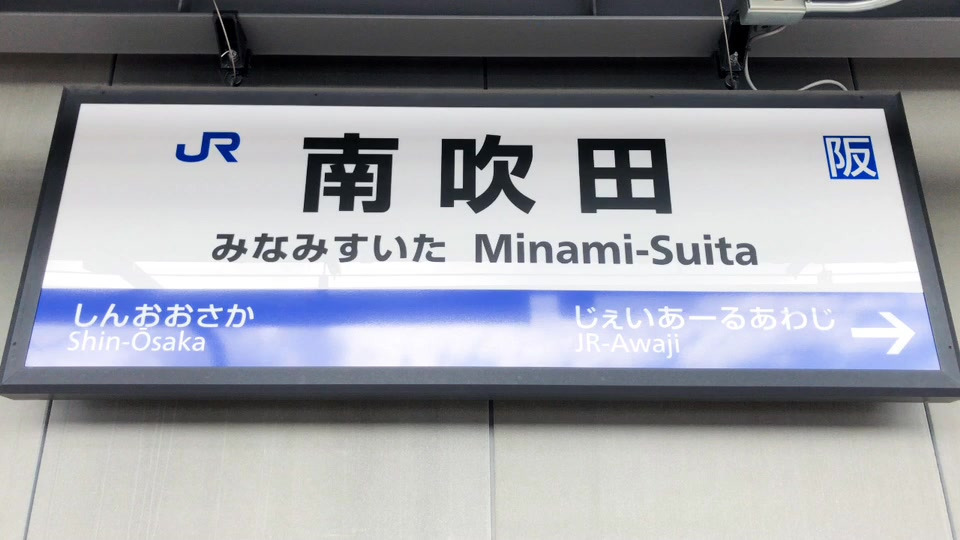 JR 南吹田 阪
みなみすいた Minami-Suita
しんおおさか じぇいあーるあわじ
Shin-Ōsaka JR-Awaji →